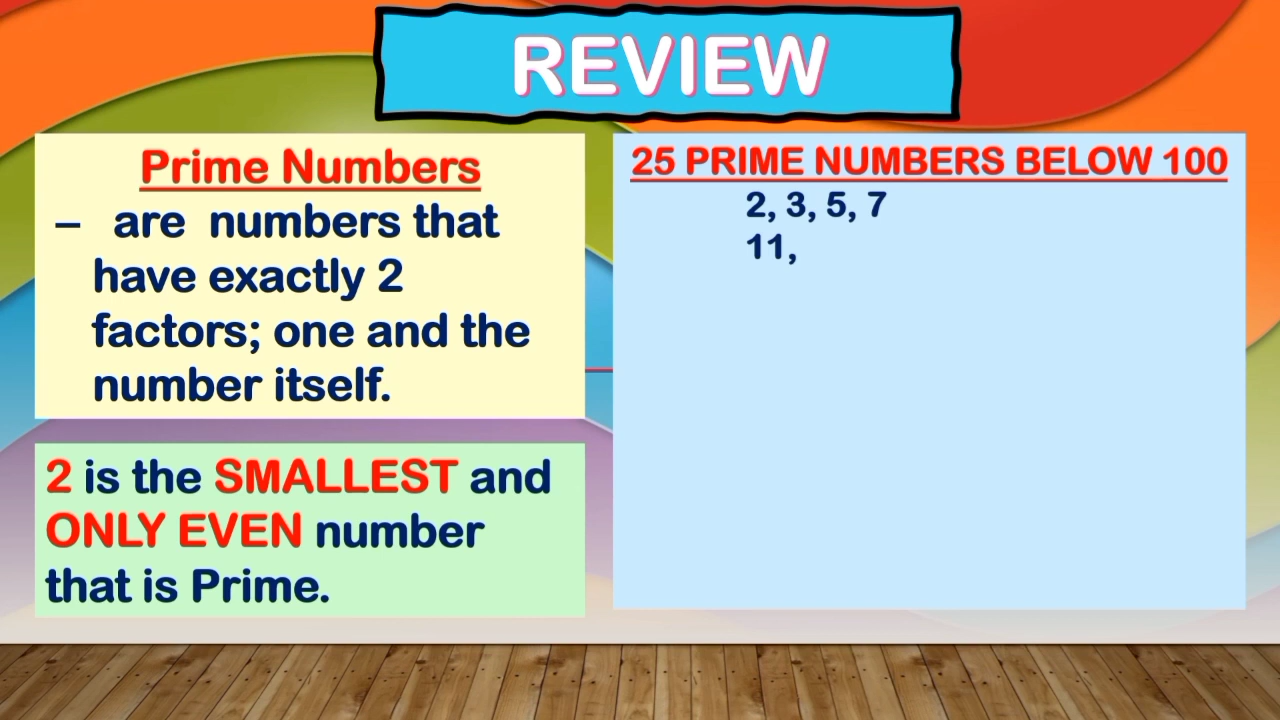 REVIEW
Prime Numbers
– are numbers that
have exactly 2
factors; one and the
number itself.
2 is the SMALLEST and
ONLY EVEN number
that is Prime.
25 PRIME NUMBERS BELOW 100
2, 3, 5, 7
11,